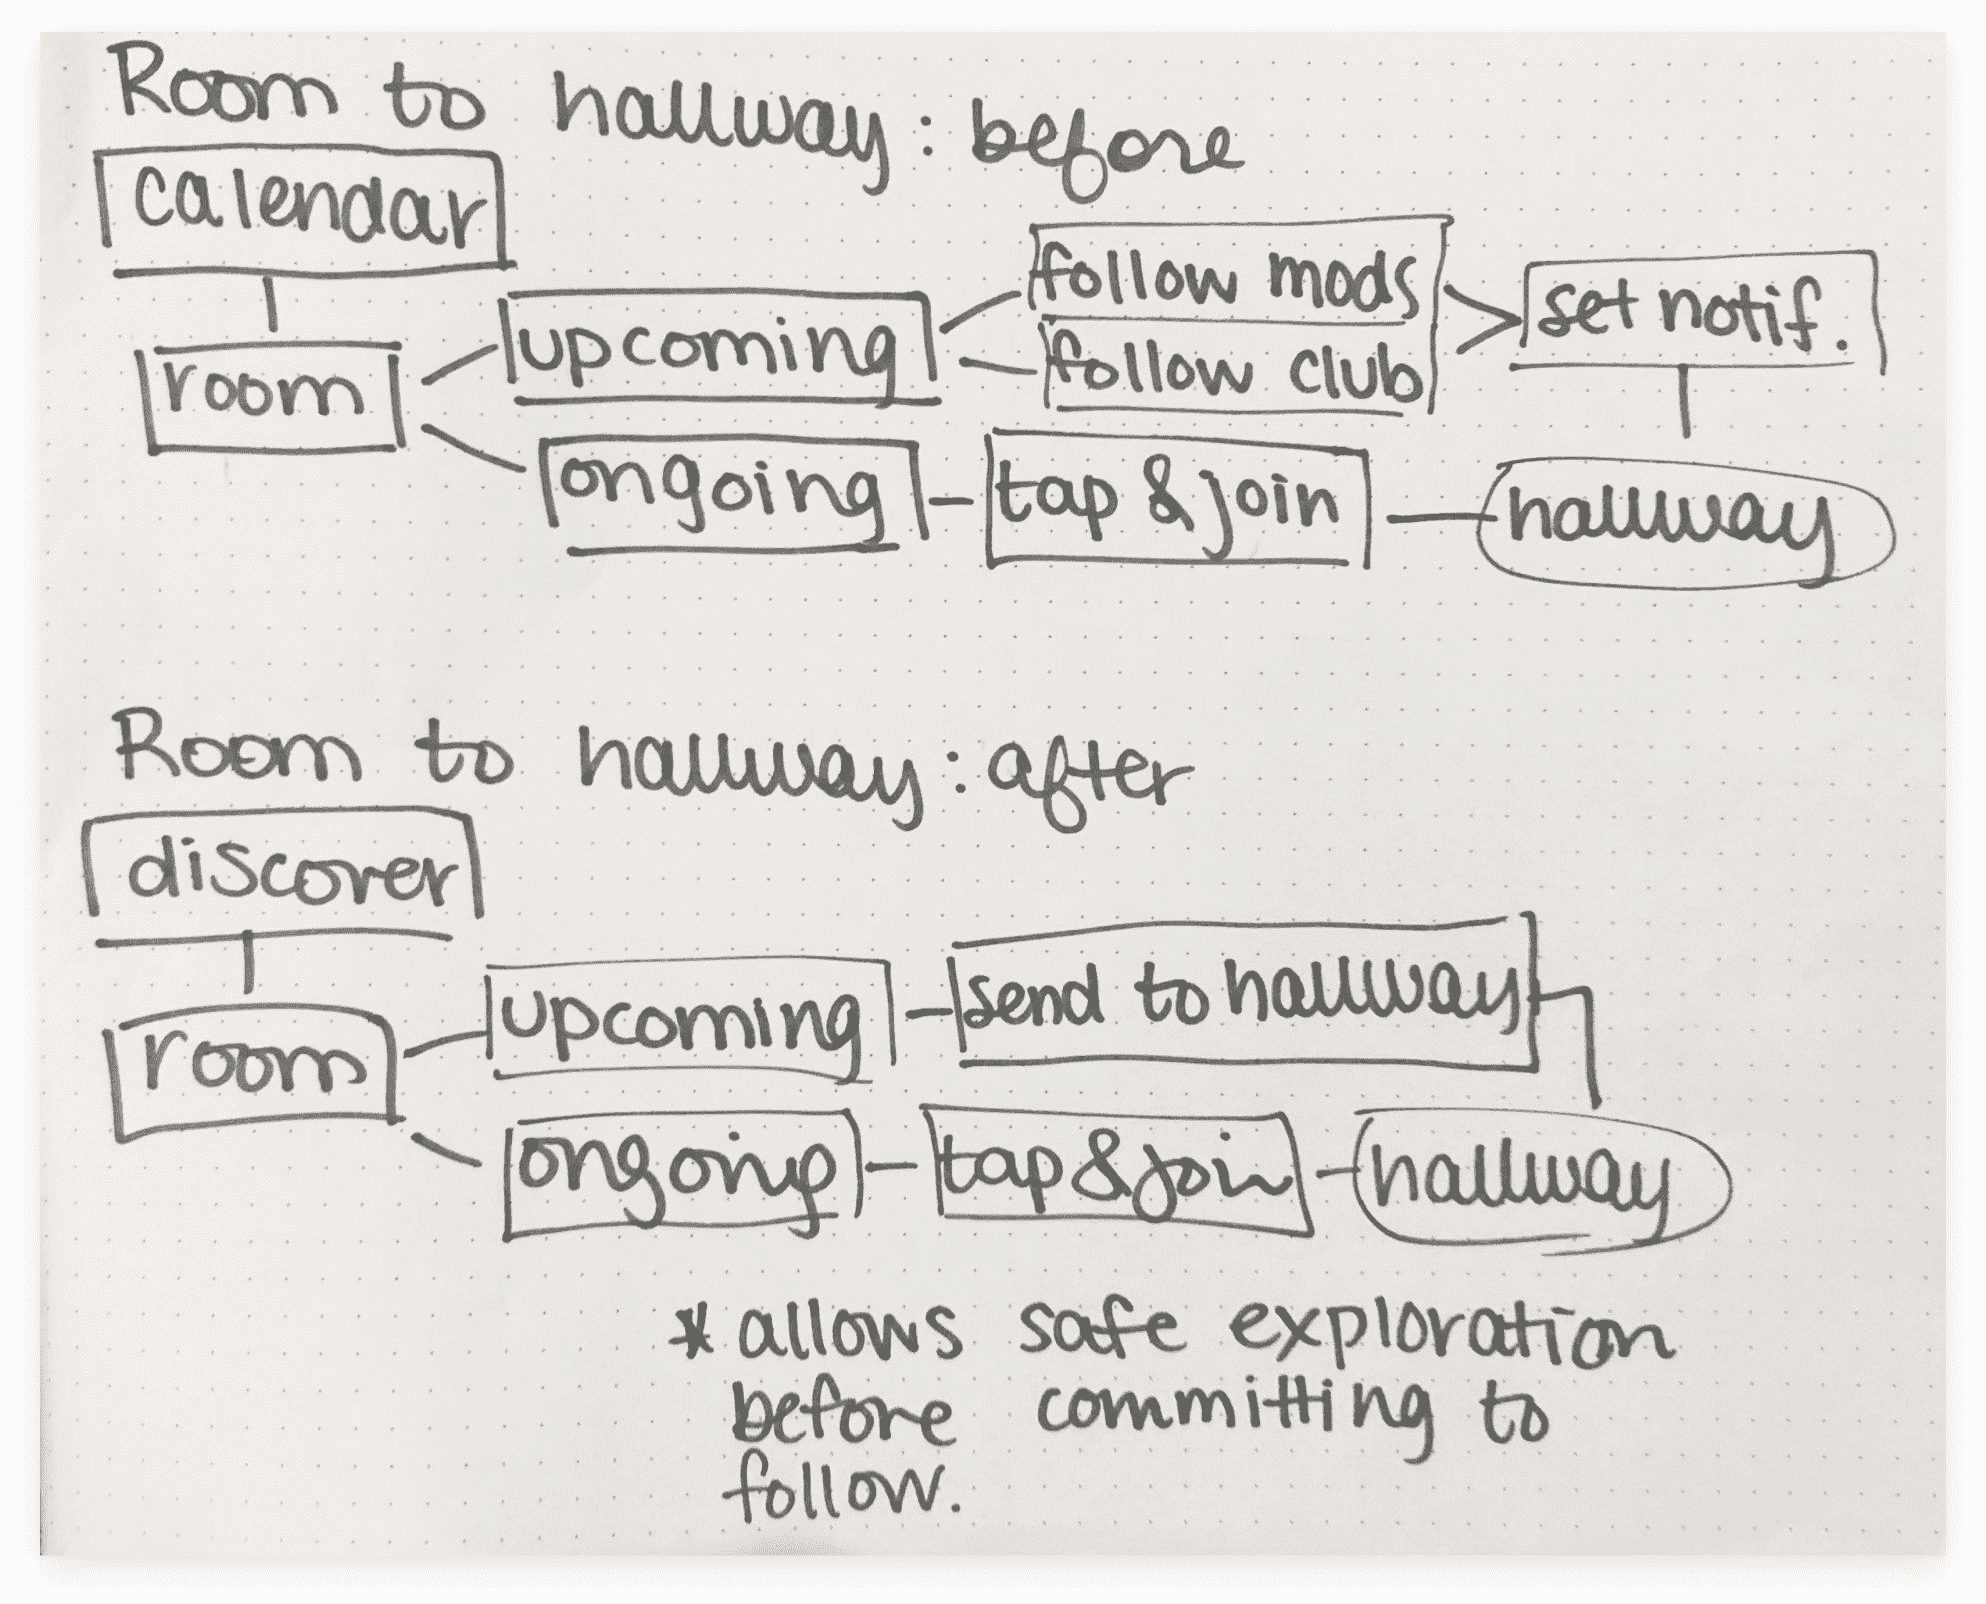 Room to hallway: before
calendar
follow mods
set notif.
upcoming
follow club
room
ongoing
tap & join
hallway
Room to hallway: after
discover
upcoming
send to hallway
room
ongoing
tap & join
hallway
* allows safe exploration
before committing to
follow.